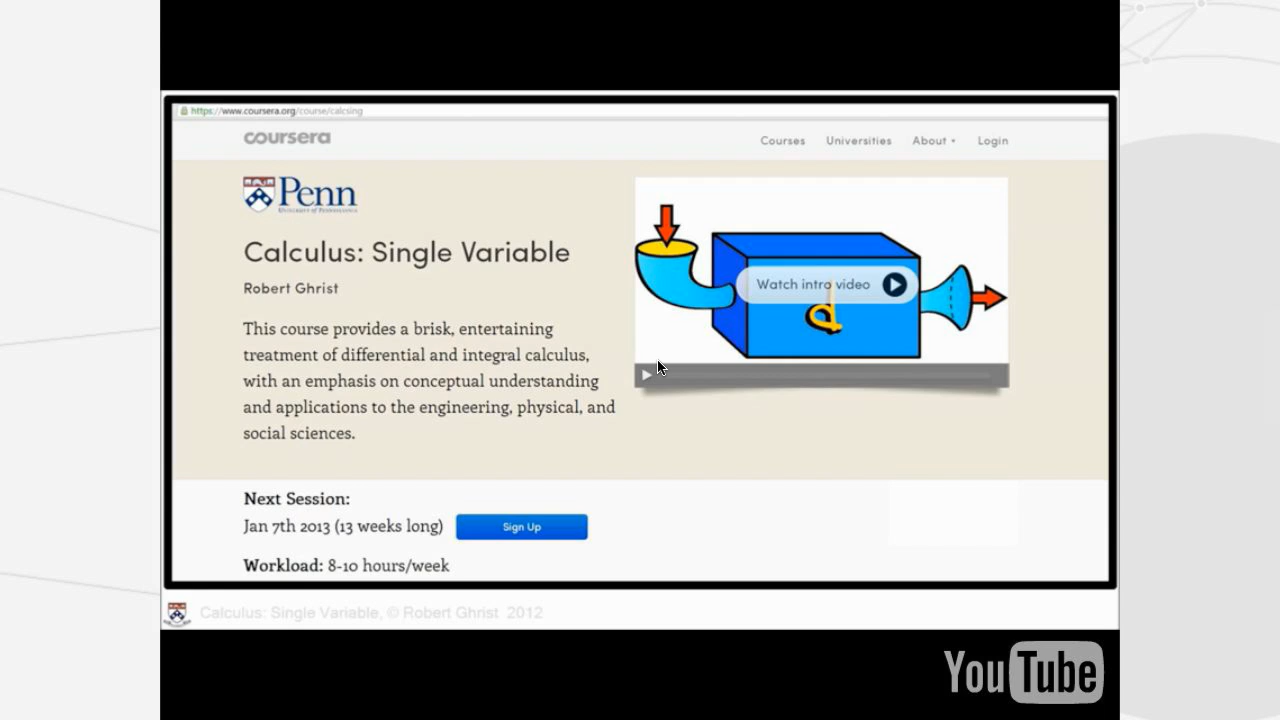 https://www.coursera.org/course/calcsing
coursera
Courses Universities About Login
Penn
UNIVERSITY of PENNSYLVANIA
Calculus: Single Variable
Robert Ghrist
This course provides a brisk, entertaining
treatment of differential and integral calculus,
with an emphasis on conceptual understanding
and applications to the engineering, physical, and
social sciences.
Watch intro video
d
Next Session:
Jan 7th 2013 (13 weeks long)
Sign Up
Workload: 8-10 hours/week
Calculus: Single Variable, © Robert Ghrist 2012
YouTube